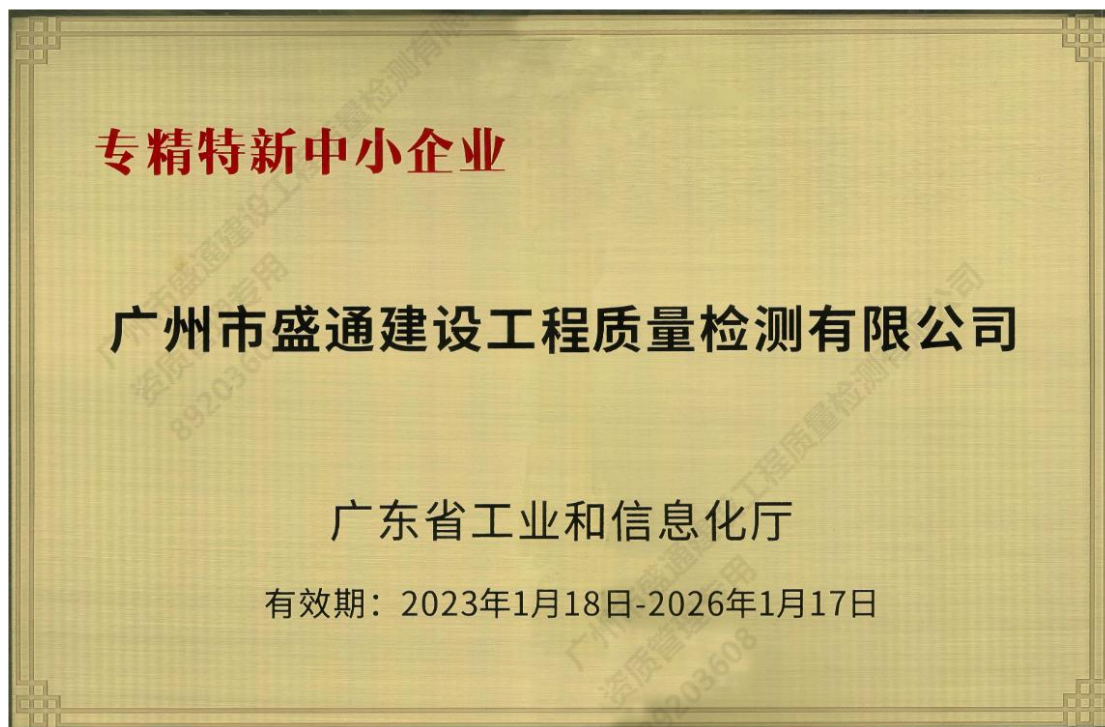 专精特新中小企业
广州市盛通建设工程质量检测有限公司
广东省工业和信息化厅
有效期：2023年1月18日-2026年1月17日